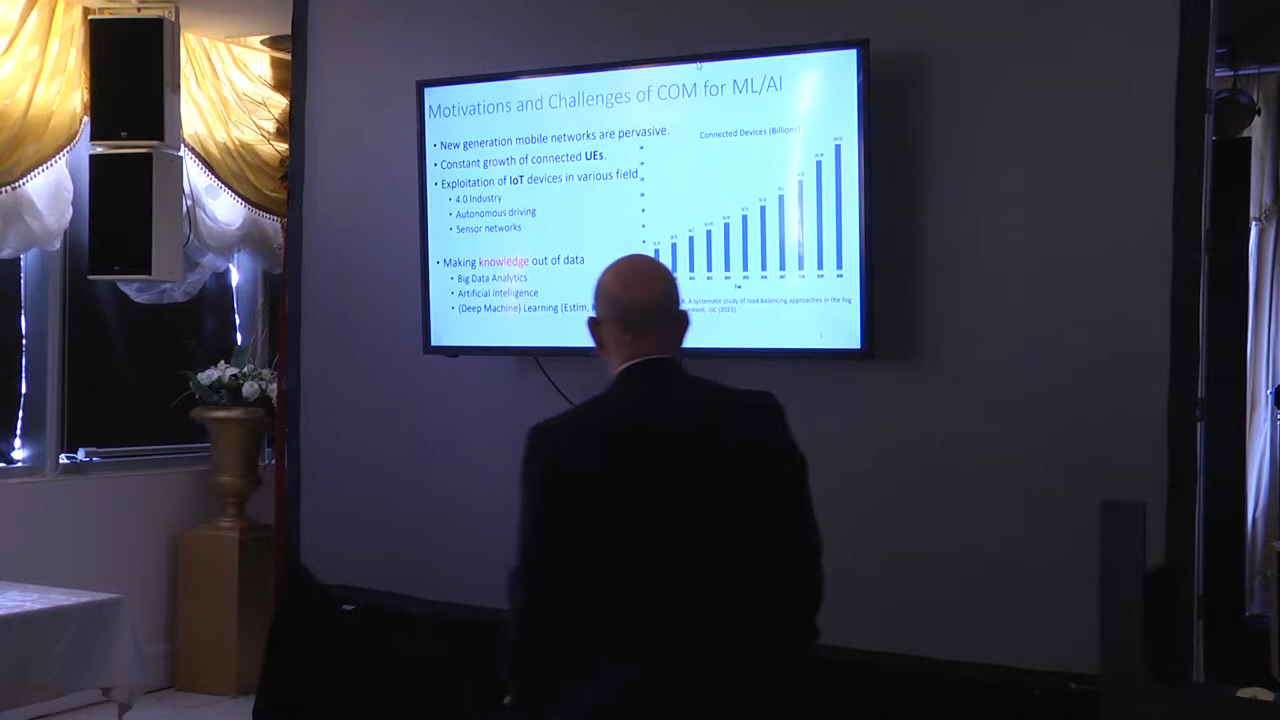 Motivations and Challenges of COM for ML/AI
• New generation mobile networks are pervasive.
• Constant growth of connected UEs.
• Exploitation of IoT devices in various field
• 4.0 Industry
• Autonomous driving
• Sensor networks
• Making knowledge out of data
• Big Data Analytics
• Artificial Intelligence
• (Deep Machine) Learning (Estim,
Connected Devices (Billions)
Year
A systematic study of load balancing approaches in the fog
JSC (2021)